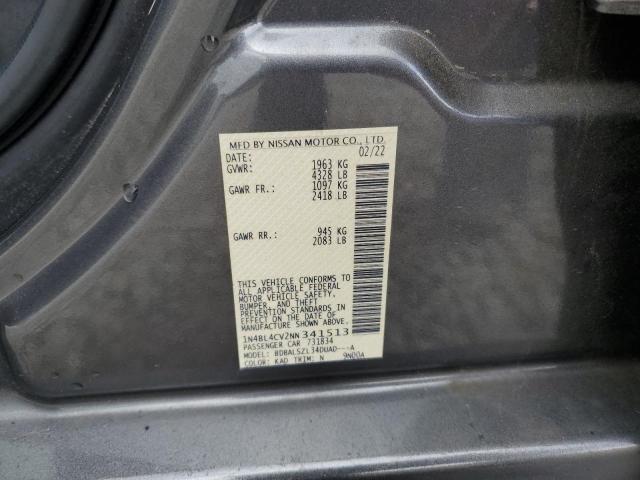 MFD BY NISSAN MOTOR CO., LTD.
DATE: 02/22
GVWR: 1963 KG
4328 LB
GAWR FR.: 1097 KG
2418 LB
GAWR RR.: 945 KG
2083 LB
THIS VEHICLE CONFORMS TO
ALL APPLICABLE FEDERAL
MOTOR VEHICLE SAFETY,
BUMPER, AND THEFT
PREVENTION STANDARDS IN
EFFECT ON THE DATE OF
MANUFACTURE SHOWN ABOVE.
1N4BL4CV2NN341513
PASSENGER CAR 731834
MODEL: BDBALSZL34DUAD---A
COLOR: KAD TRIM: N 9N00A